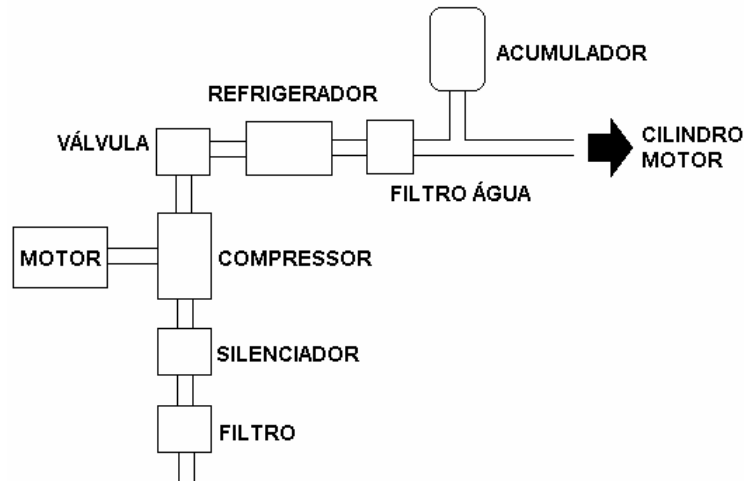 ACUMULADOR
REFRIGERADOR
VÁLVULA
CILINDRO
MOTOR
FILTRO ÁGUA
MOTOR
COMPRESSOR
SILENCIADOR
FILTRO